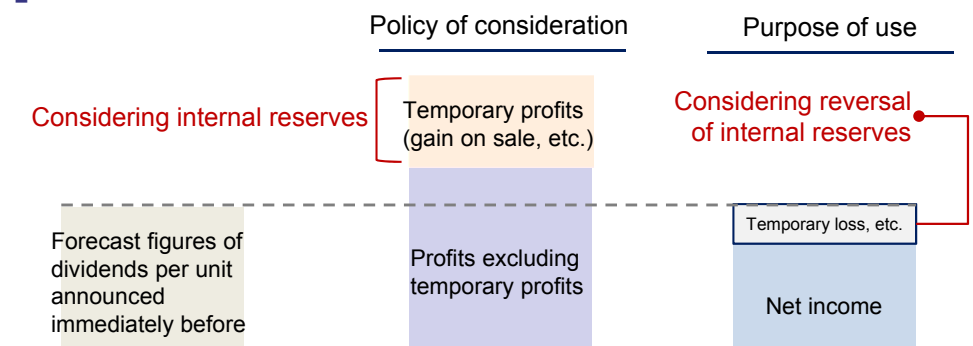 Policy of consideration
Purpose of use
Considering internal reserves
Temporary profits
(gain on sale, etc.)
Considering reversal
of internal reserves
Forecast figures of
dividends per unit
announced
immediately before
Profits excluding
temporary profits
Temporary loss, etc.
Net income